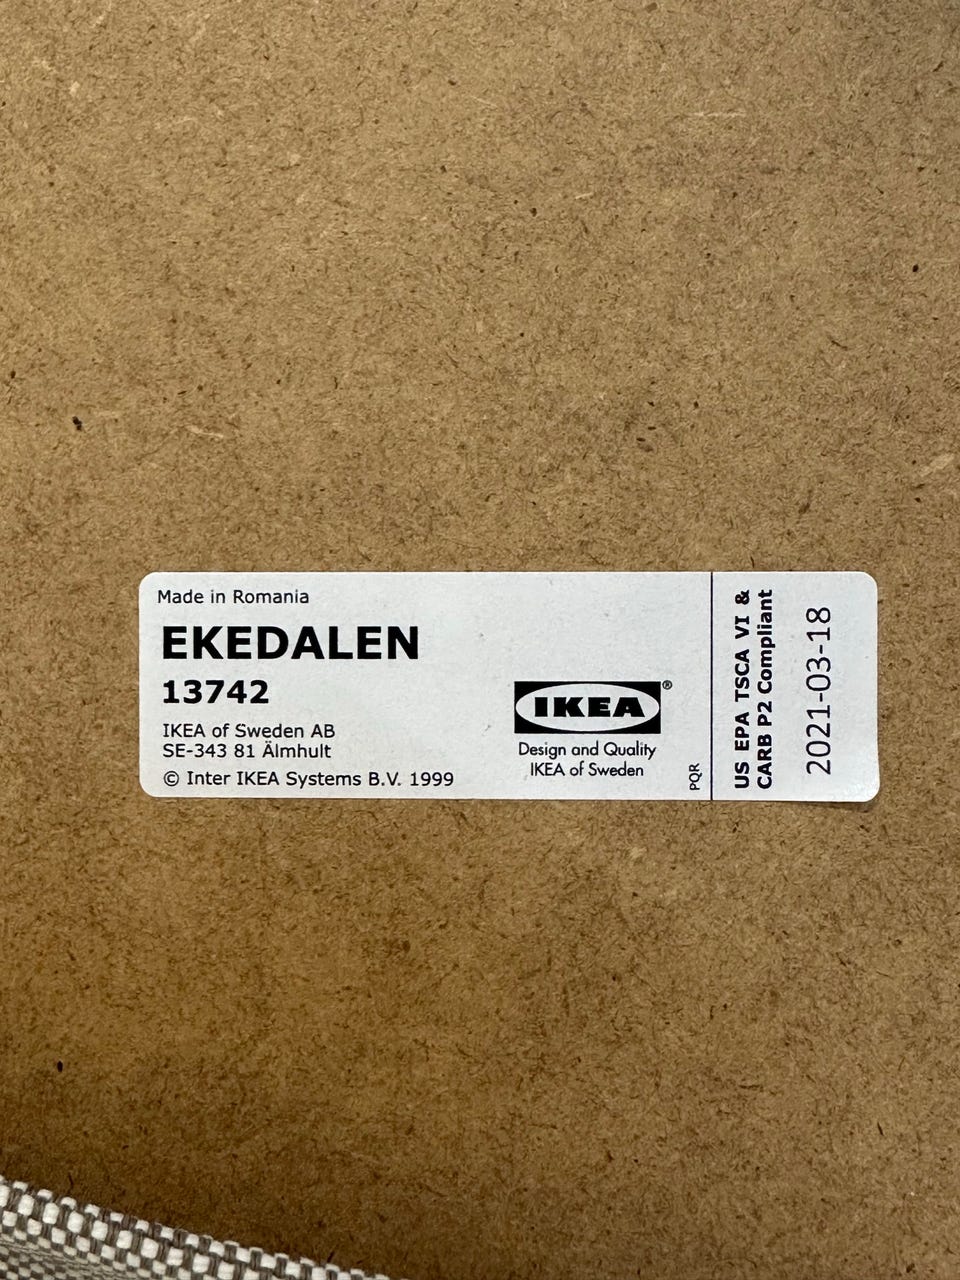 Made in Romania
EKEDALEN
13742
IKEA of Sweden AB
SE-343 81 Älmhult
© Inter IKEA Systems B.V. 1999
IKEA®
Design and Quality
IKEA of Sweden
PQR
US EPA TSCA VI &
CARB P2 Compliant
2021-03-18